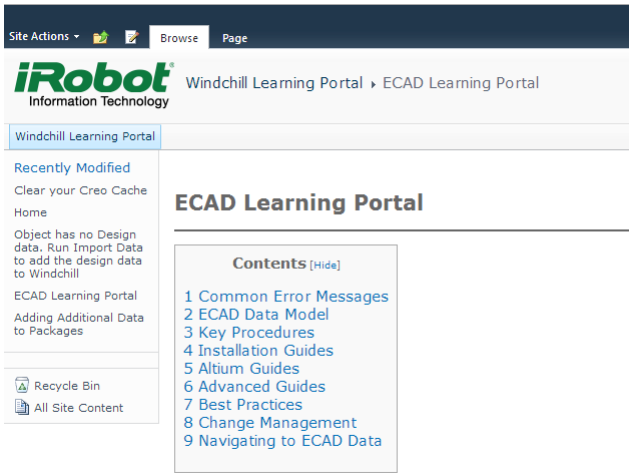 Site Actions
Browse
Page
iRobot®
Information Technology
Windchill Learning Portal ▸ ECAD Learning Portal
Windchill Learning Portal
Recently Modified
Clear your Creo Cache
Home
Object has no Design
data. Run Import Data
to add the design data
to Windchill
ECAD Learning Portal
Adding Additional Data
to Packages
Recycle Bin
All Site Content
ECAD Learning Portal
Contents [Hide]
1 Common Error Messages
2 ECAD Data Model
3 Key Procedures
4 Installation Guides
5 Altium Guides
6 Advanced Guides
7 Best Practices
8 Change Management
9 Navigating to ECAD Data